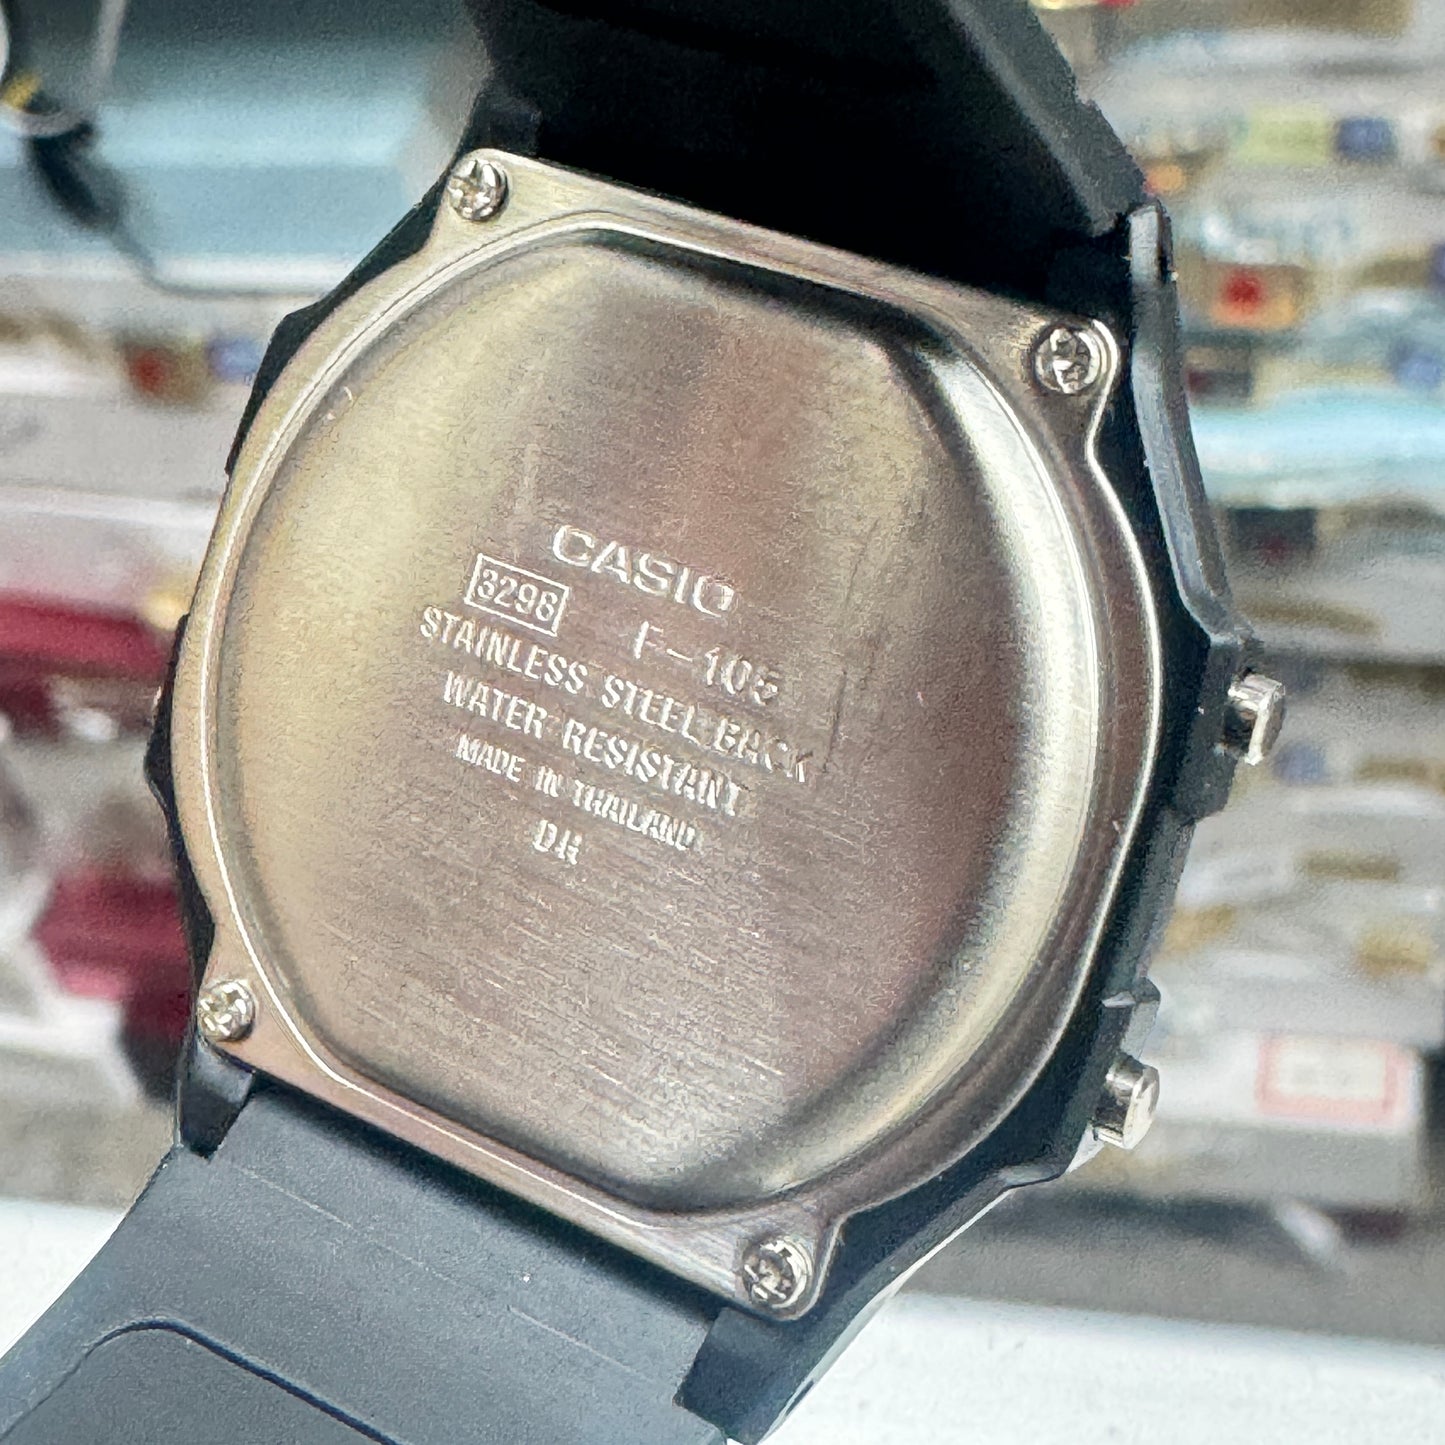 CASIO
3298 F-105
STAINLESS STEEL BACK
WATER RESISTANT
MADE IN THAILAND
DH